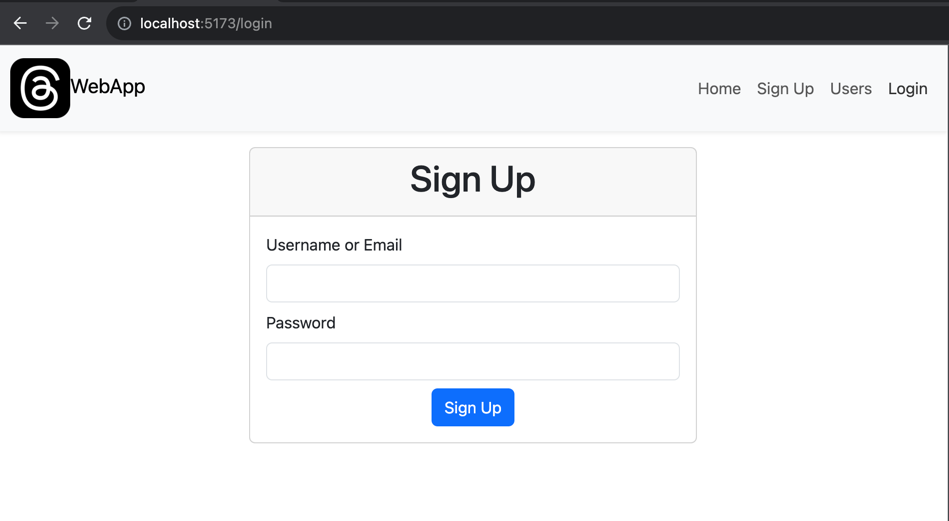 localhost:5173/login
WebApp
Home Sign Up Users Login
Sign Up
Username or Email
Password
Sign Up